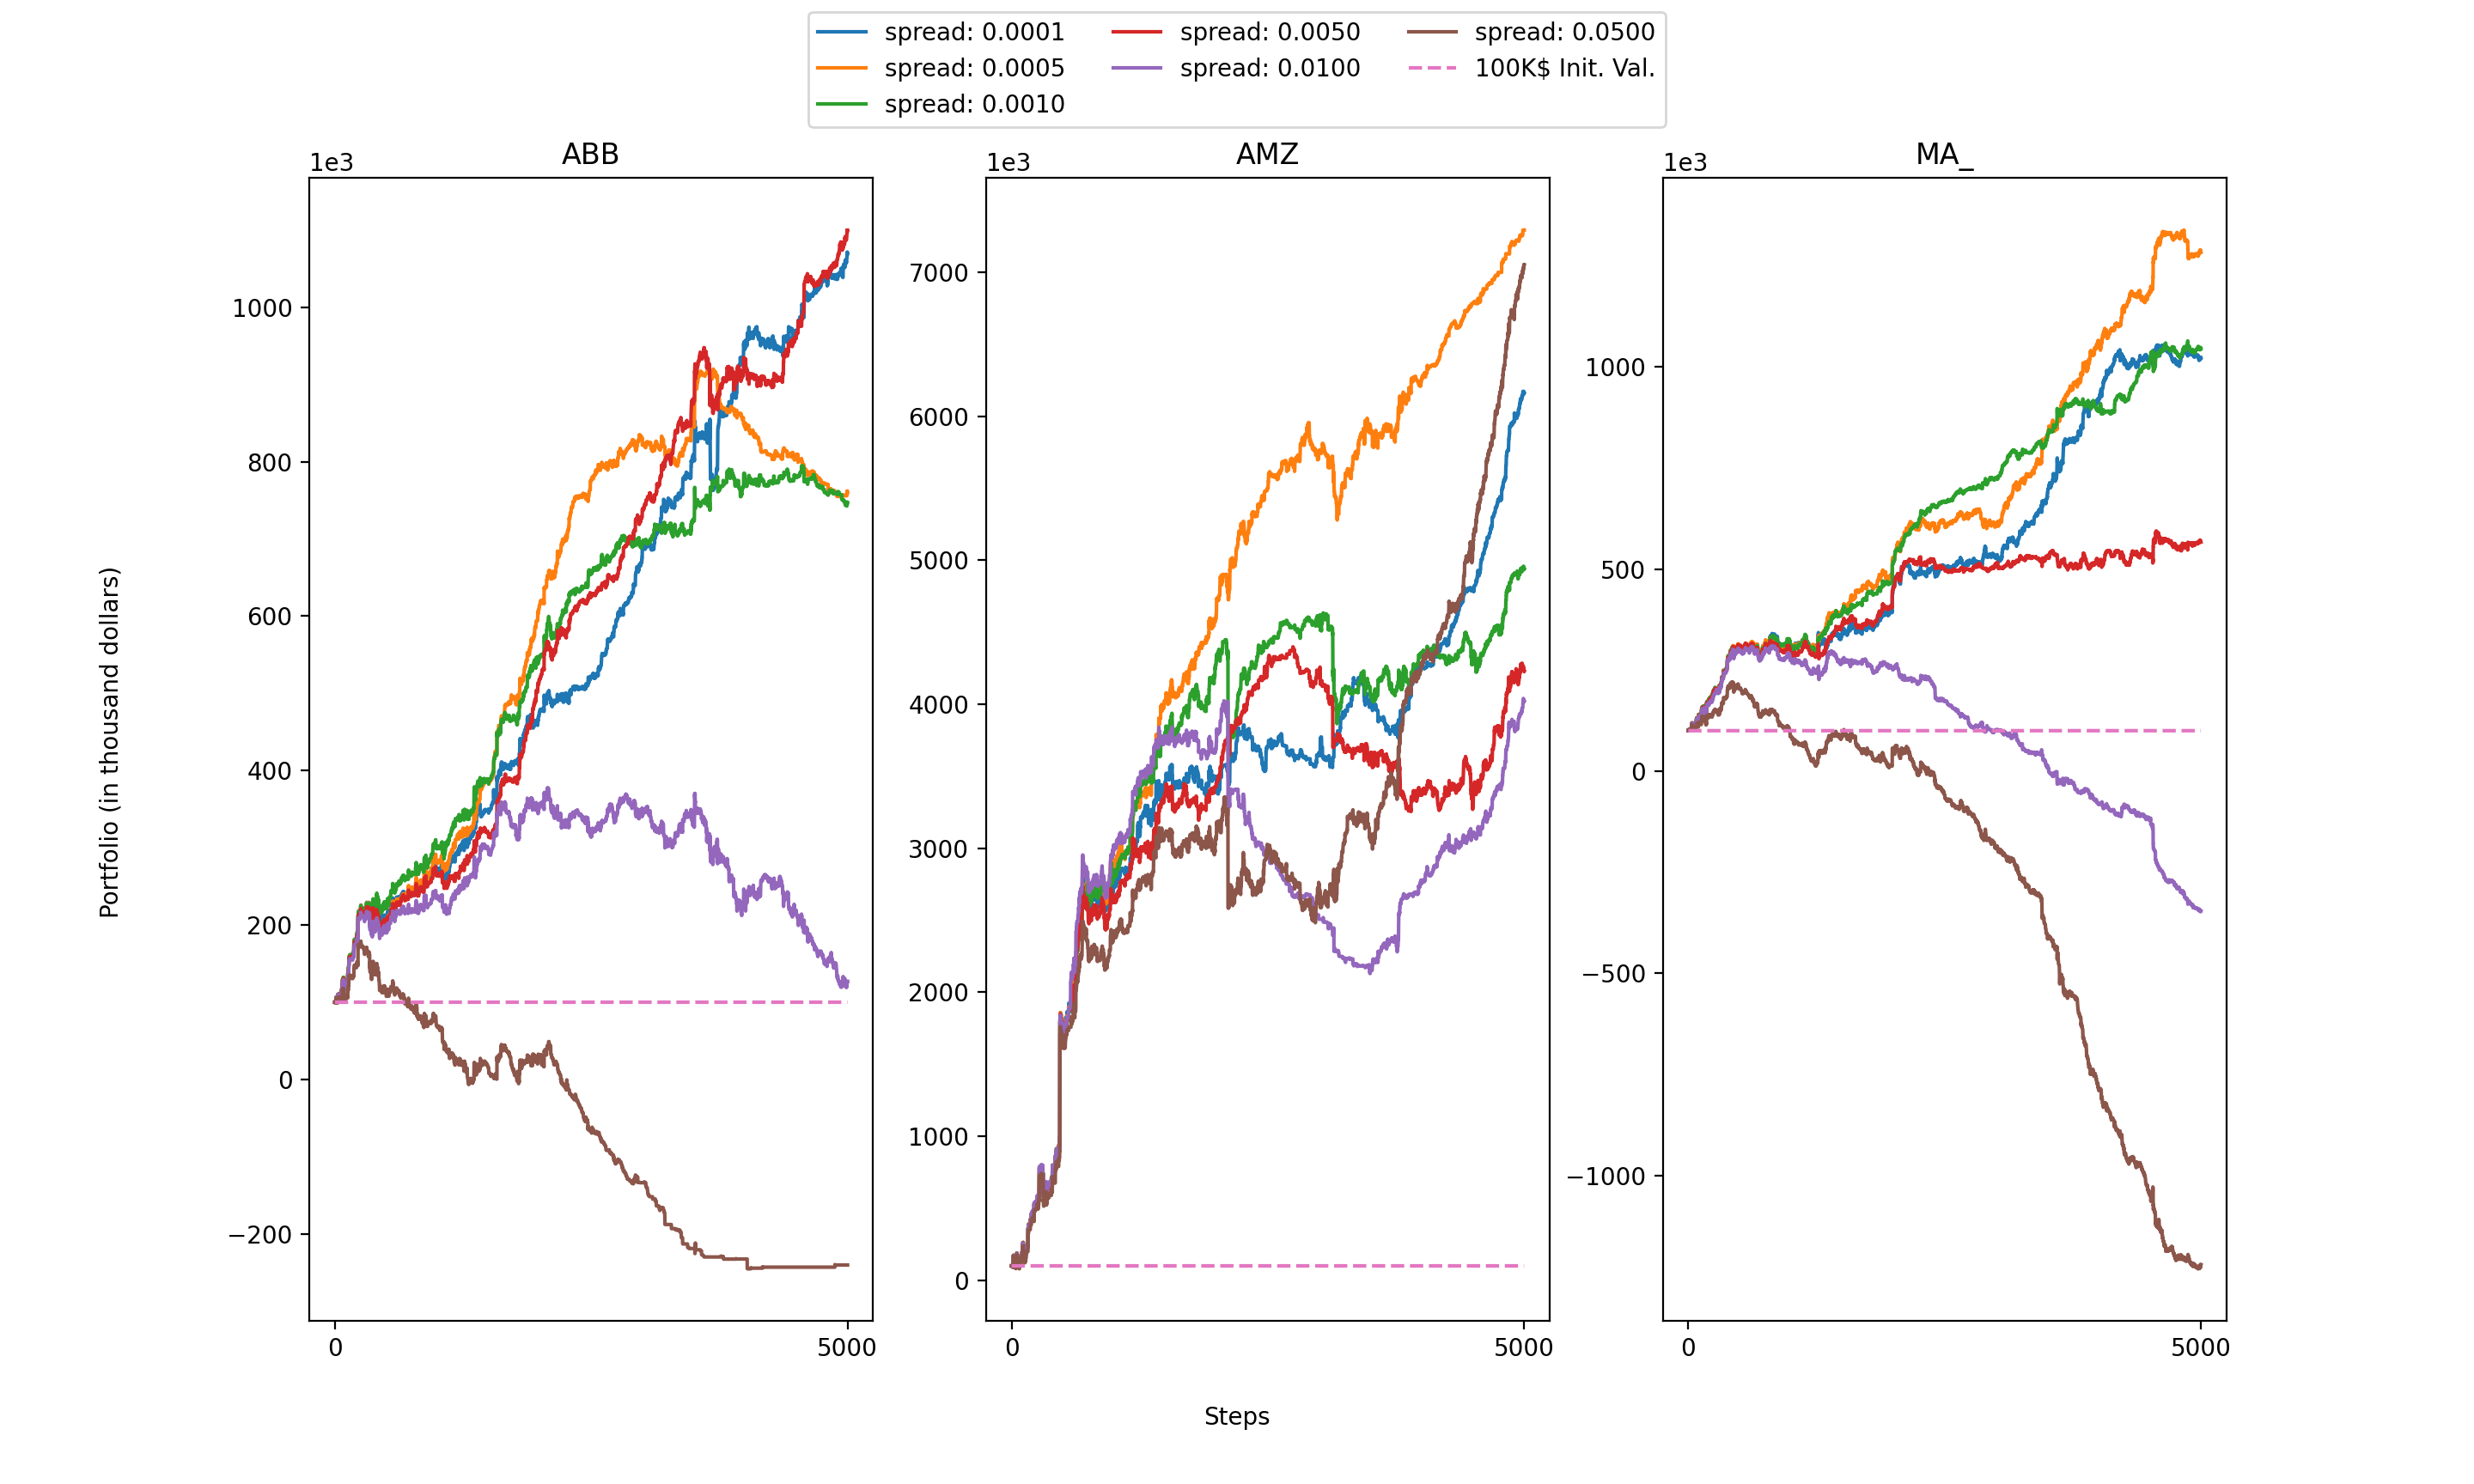 spread: 0.0001
spread: 0.0005
spread: 0.0010
spread: 0.0050
spread: 0.0100
spread: 0.0500
100K$ Init. Val.
ABB
1e3
1000
800
600
400
200
0
−200
0
5000
AMZ
1e3
7000
6000
5000
4000
3000
2000
1000
0
0
5000
MA_
1e3
1000
500
0
−500
−1000
0
5000
Portfolio (in thousand dollars)
Steps